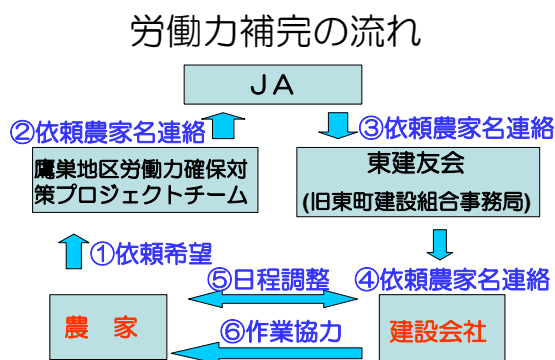 労働力補完の流れ
JA
②依頼農家名連絡
③依頼農家名連絡
鷹巣地区労働力確保対
策プロジェクトチーム
東建友会
(旧東町建設組合事務局)
①依頼希望
④依頼農家名連絡
⑤日程調整
農 家
建設会社
⑥作業協力